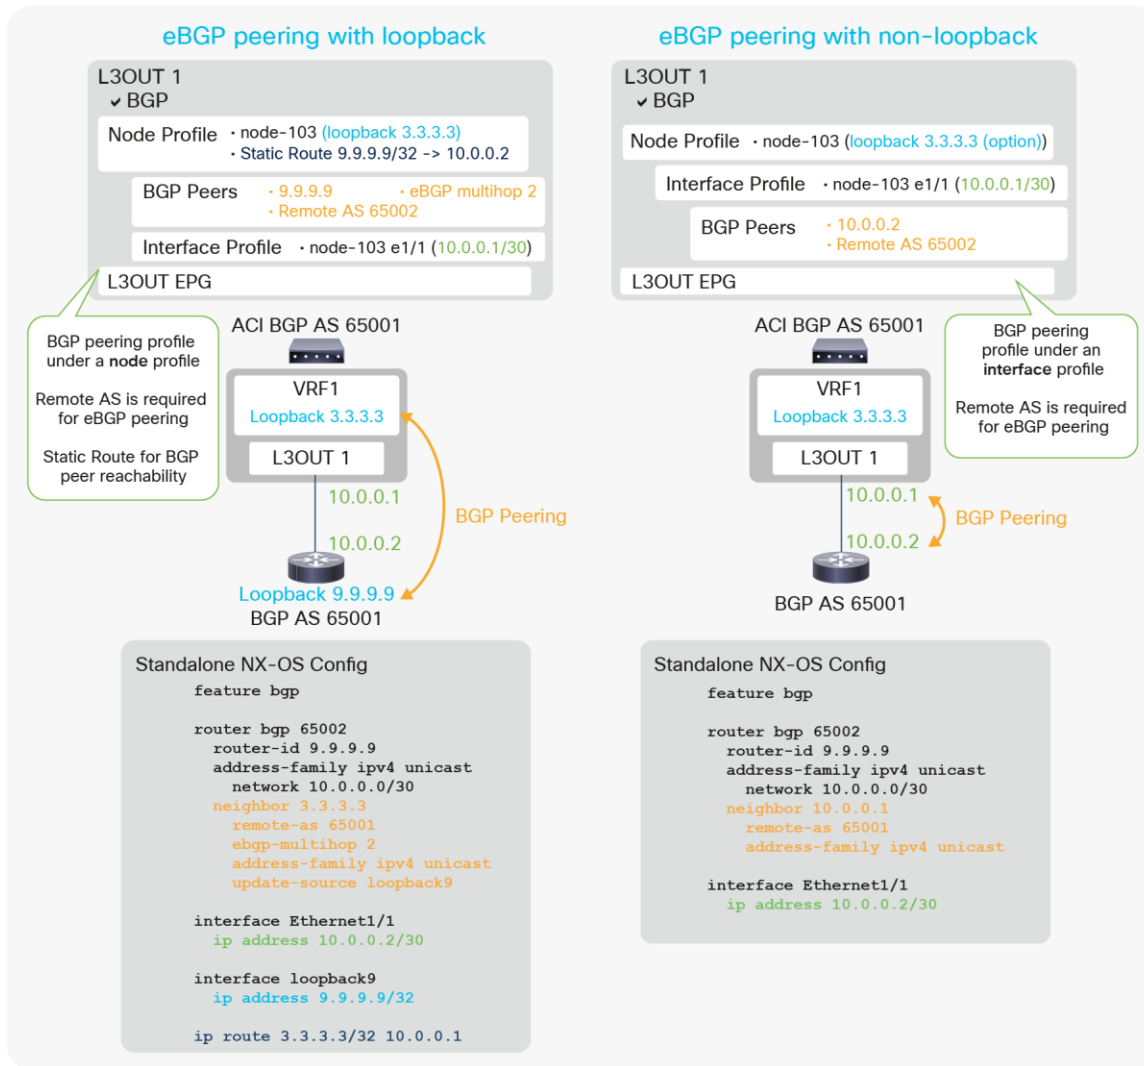 eBGP peering with loopback
L3OUT 1
✓ BGP
Node Profile
• node-103 (loopback 3.3.3.3)
• Static Route 9.9.9.9/32 -> 10.0.0.2
BGP Peers
• 9.9.9.9
• eBGP multihop 2
• Remote AS 65002
Interface Profile • node-103 e1/1 (10.0.0.1/30)
L3OUT EPG
BGP peering profile
under a node profile
Remote AS is required
for eBGP peering
Static Route for BGP
peer reachability
ACI BGP AS 65001
VRF1
Loopback 3.3.3.3
L3OUT 1
10.0.0.1
BGP Peering
10.0.0.2
Loopback 9.9.9.9
BGP AS 65001
Standalone NX-OS Config
feature bgp
router bgp 65002
router-id 9.9.9.9
address-family ipv4 unicast
network 10.0.0.0/30
neighbor 3.3.3.3
remote-as 65001
ebgp-multihop 2
address-family ipv4 unicast
update-source loopback9
interface Ethernet1/1
ip address 10.0.0.2/30
interface loopback9
ip address 9.9.9.9/32
ip route 3.3.3.3/32 10.0.0.1
eBGP peering with non-loopback
L3OUT 1
✓ BGP
Node Profile • node-103 (loopback 3.3.3.3 (option))
Interface Profile • node-103 e1/1 (10.0.0.1/30)
BGP Peers
• 10.0.0.2
• Remote AS 65002
L3OUT EPG
BGP peering
profile under an
interface profile
Remote AS is required
for eBGP peering
ACI BGP AS 65001
VRF1
Loopback 3.3.3.3
L3OUT 1
10.0.0.1
BGP Peering
10.0.0.2
BGP AS 65001
Standalone NX-OS Config
feature bgp
router bgp 65002
router-id 9.9.9.9
address-family ipv4 unicast
network 10.0.0.0/30
neighbor 10.0.0.1
remote-as 65001
address-family ipv4 unicast
interface Ethernet1/1
ip address 10.0.0.2/30